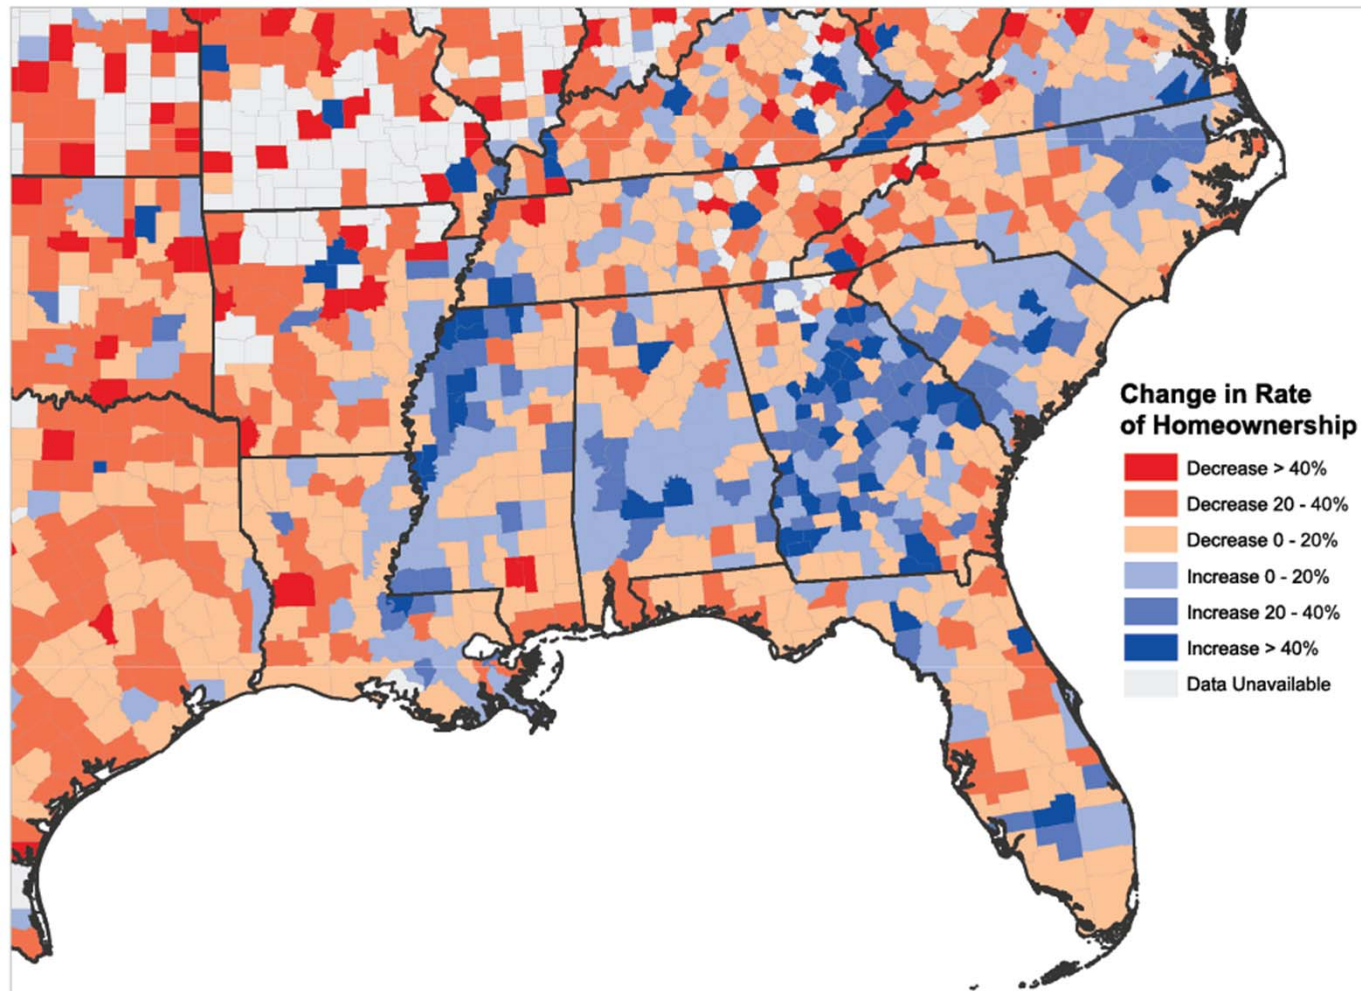 Change in Rate
of Homeownership
Decrease > 40%
Decrease 20 - 40%
Decrease 0 - 20%
Increase 0 - 20%
Increase 20 - 40%
Increase > 40%
Data Unavailable